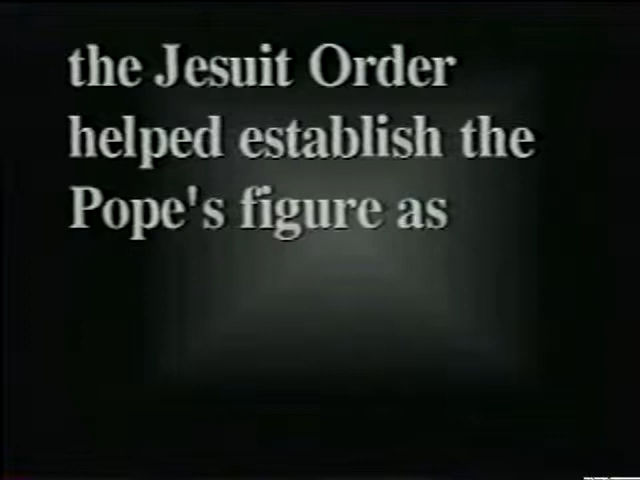 the Jesuit Order
helped establish the
Pope's figure as